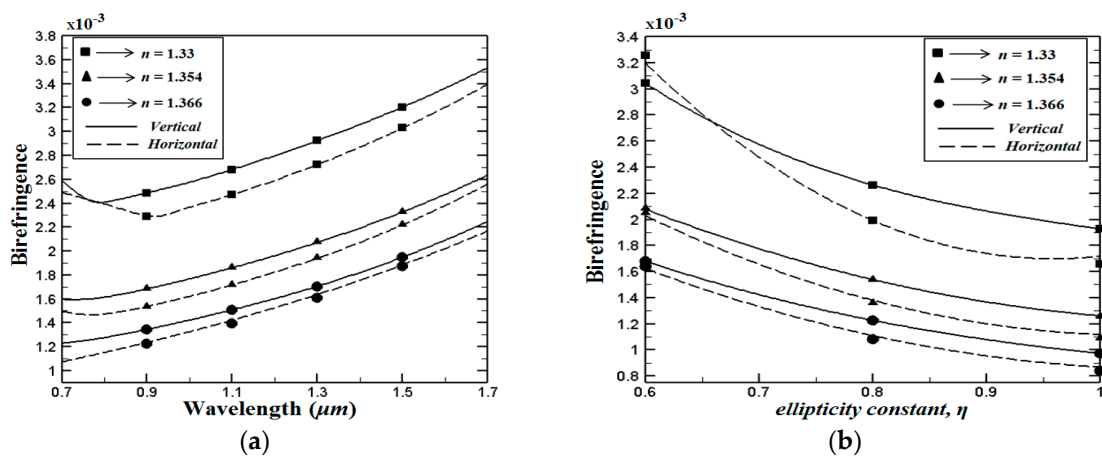 x10⁻³
3.8
3.6
3.4
3.2
3
2.8
2.6
2.4
2.2
2
1.8
1.6
1.4
1.2
1
Birefringence
n = 1.33
n = 1.354
n = 1.366
Vertical
Horizontal
0.7 0.9 1.1 1.3 1.5 1.7
Wavelength (μm)
(a)
x10⁻³
3.4
3.2
3
2.8
2.6
2.4
2.2
2
1.8
1.6
1.4
1.2
1
0.8
Birefringence
n = 1.33
n = 1.354
n = 1.366
Vertical
Horizontal
0.6 0.7 0.8 0.9 1
ellipticity constant, η
(b)